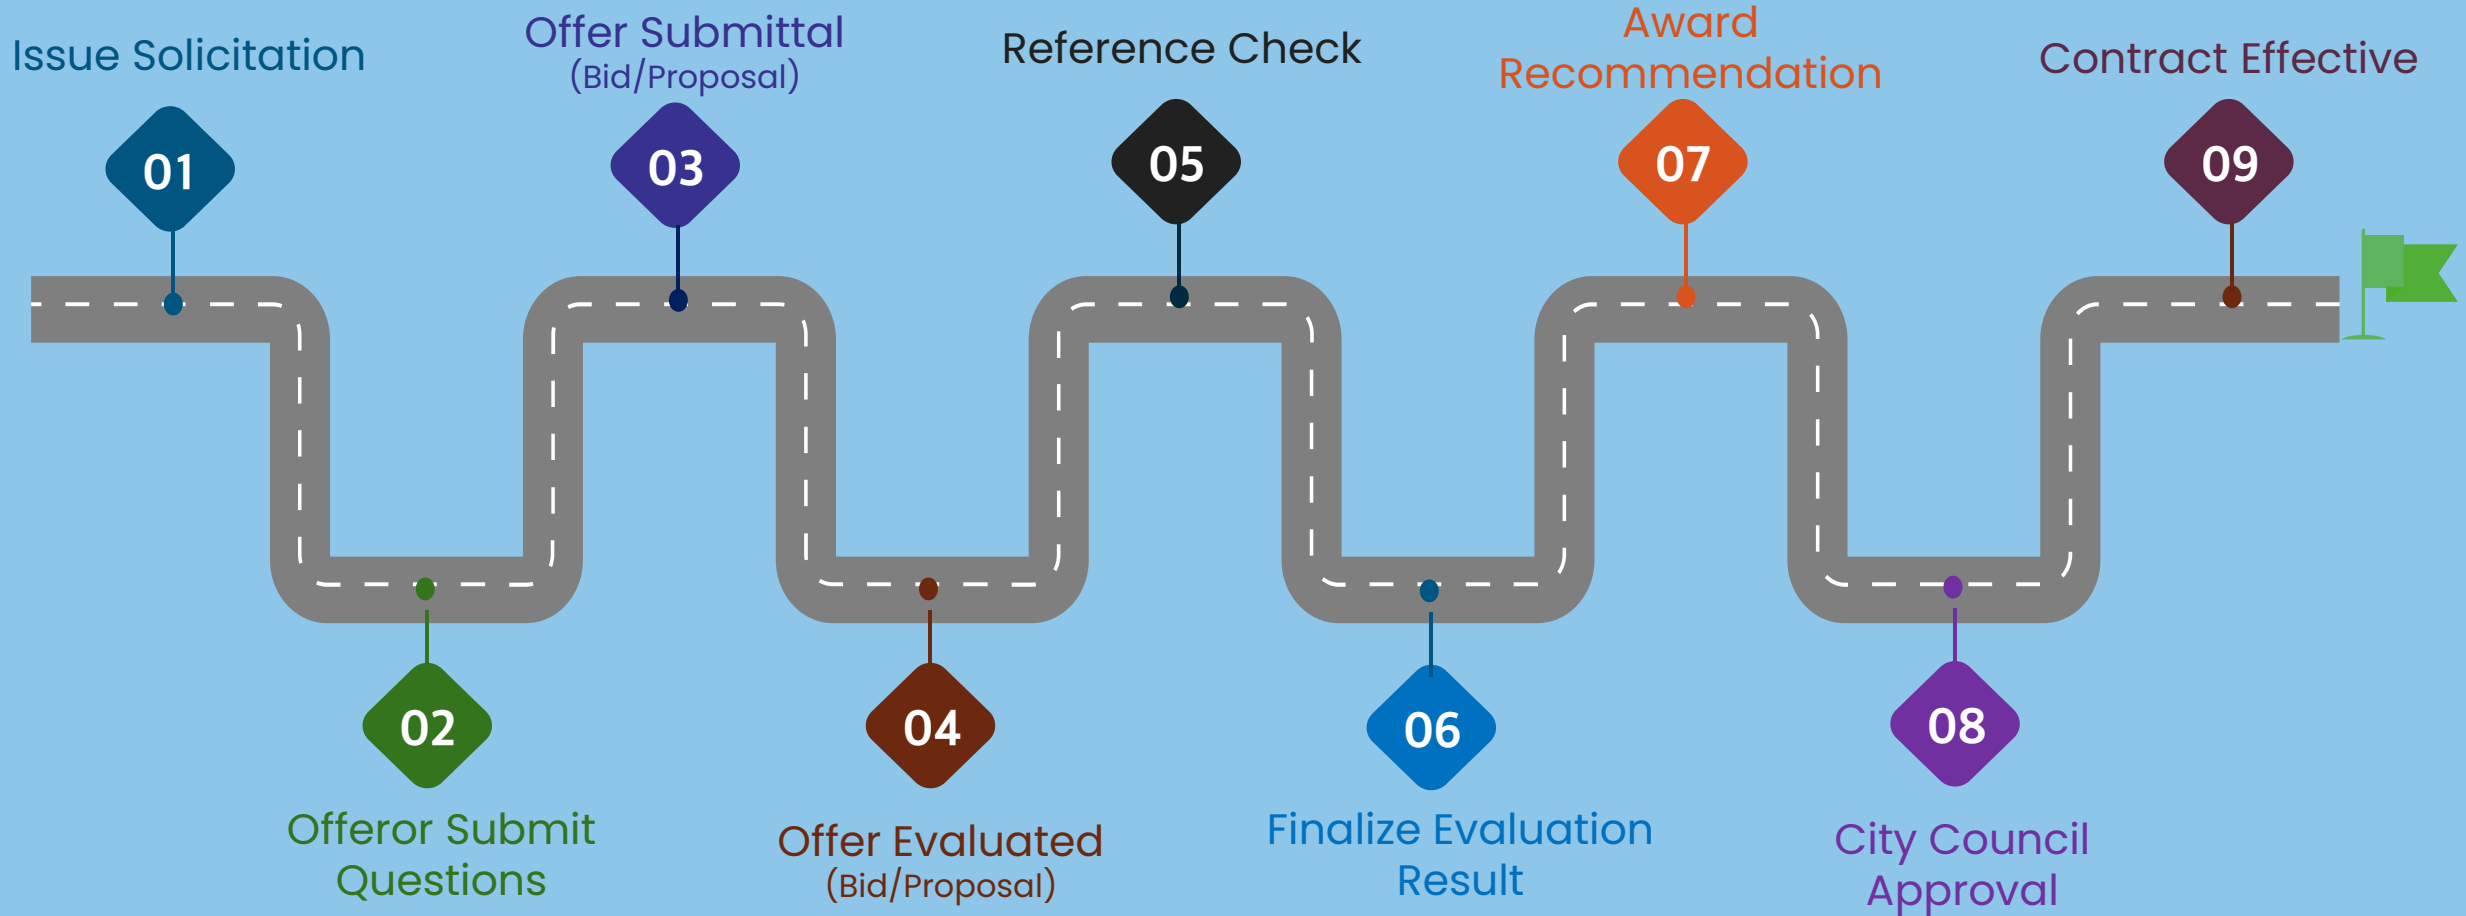 Issue Solicitation
01
02
Offeror Submit
Questions
Offer Submittal
(Bid/Proposal)
03
04
Offer Evaluated
(Bid/Proposal)
Reference Check
05
06
Finalize Evaluation
Result
Award
Recommendation
07
08
City Council
Approval
Contract Effective
09